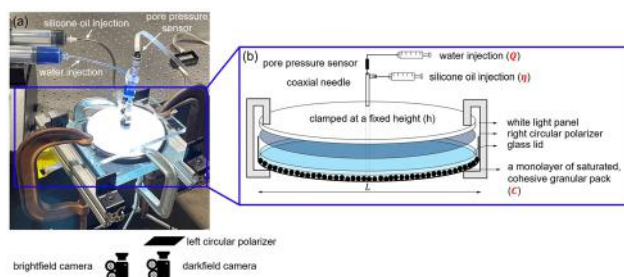 (a)
silicone oil injection
pore pressure
sensor
water injection
(b)
water injection (Q)
pore pressure sensor
coaxial needle
silicone oil injection (η)
clamped at a fixed height (h)
white light panel
right circular polarizer
glass lid
a monolayer of saturated,
cohesive granular pack
(C)
L
left circular polarizer
brightfield camera
darkfield camera